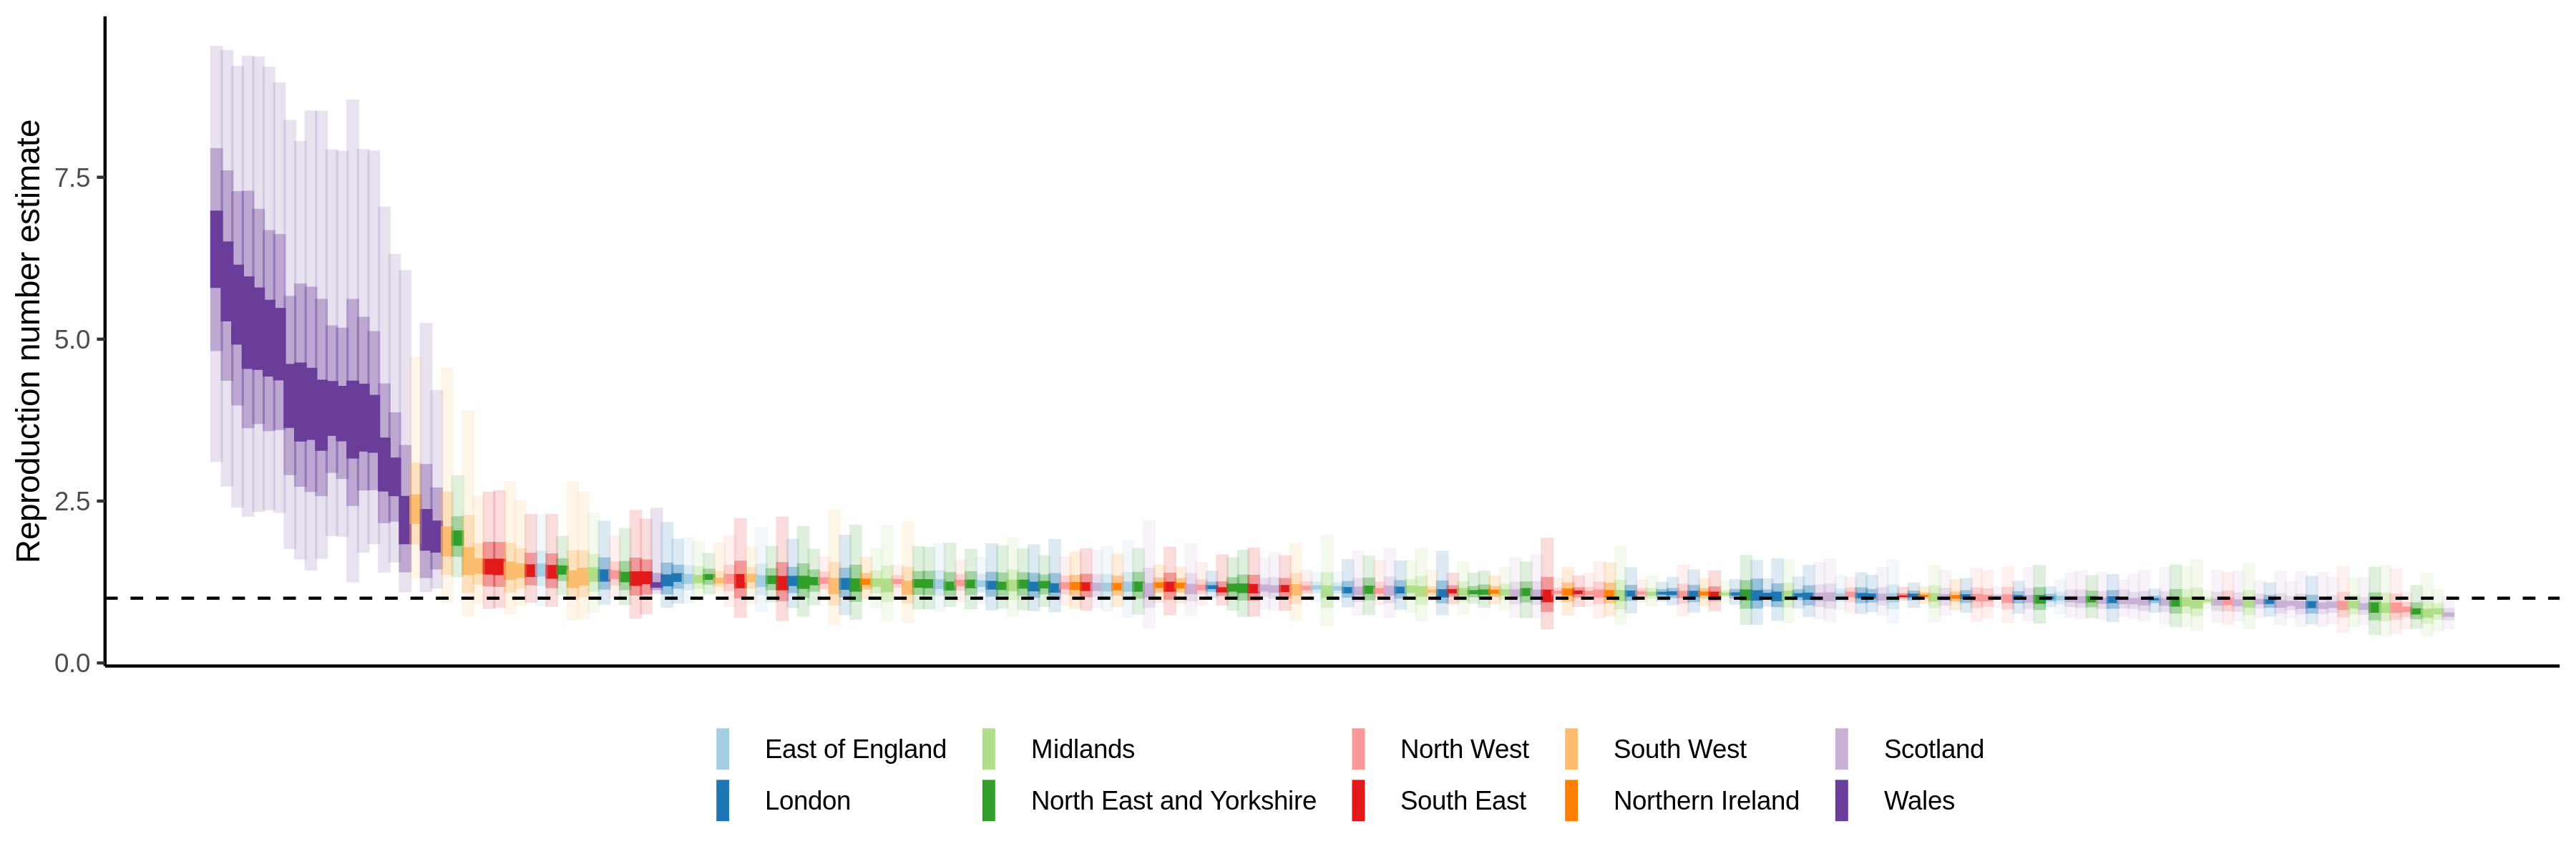 Reproduction number estimate
7.5
5.0
2.5
0.0
East of England
Midlands
North West
South West
Scotland
London
North East and Yorkshire
South East
Northern Ireland
Wales